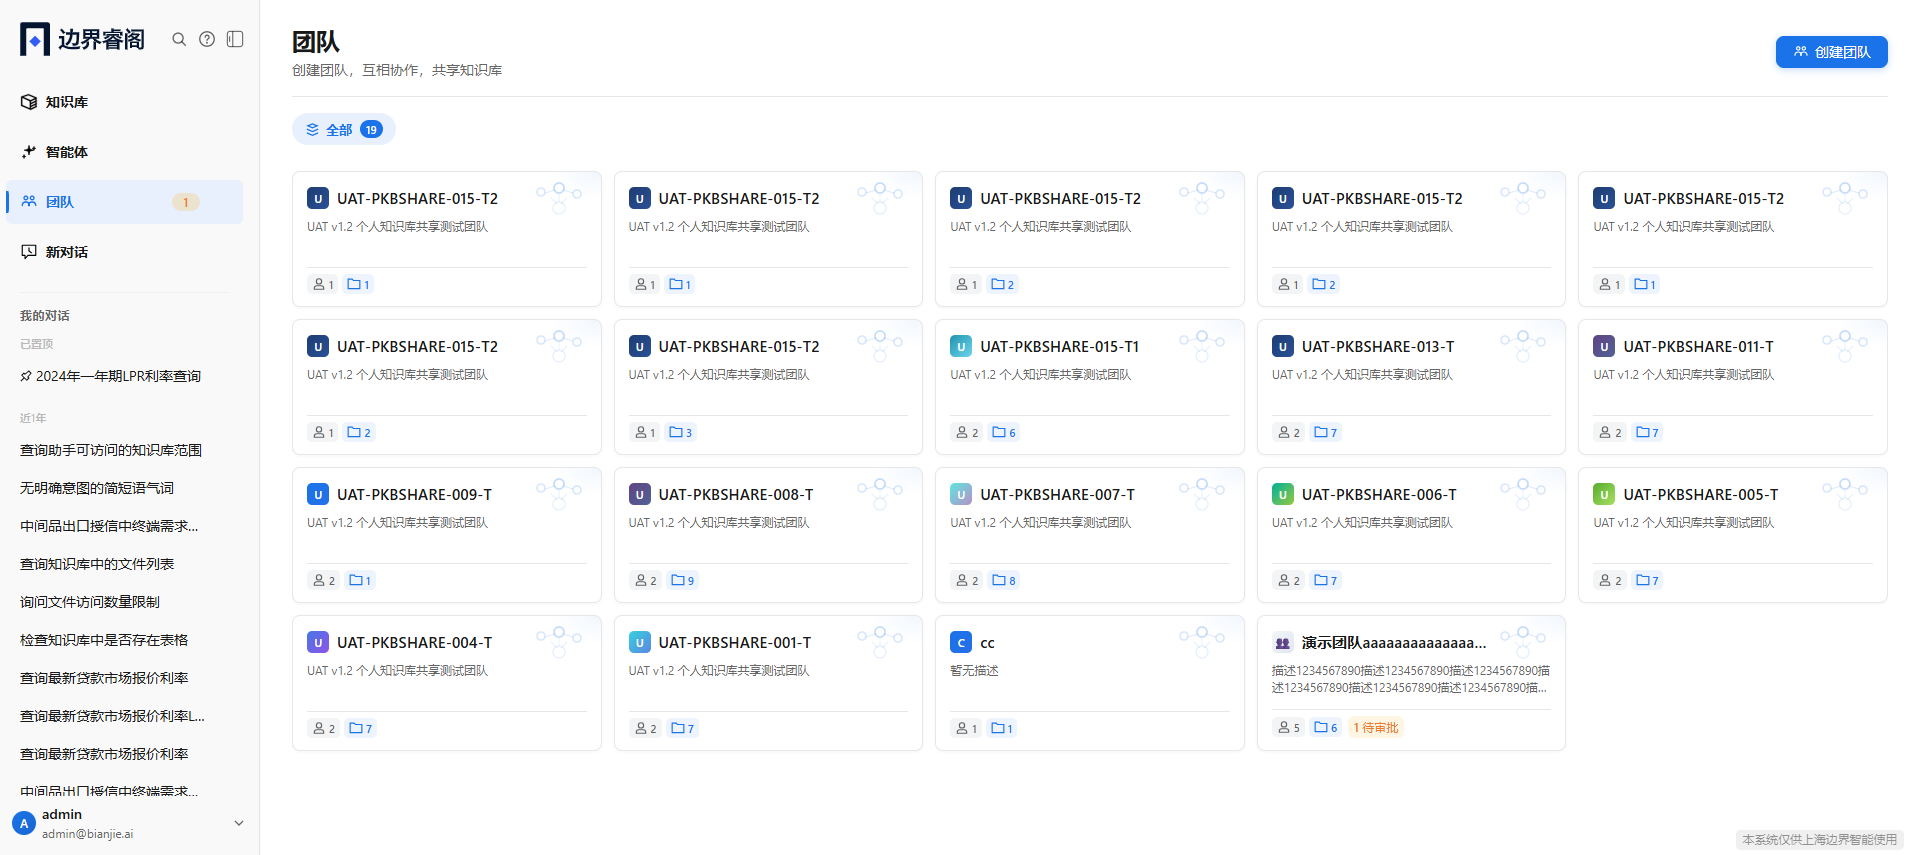 边界睿阁
知识库
智能体
团队 1
新对话
我的对话
已置顶
2024年一年期LPR利率查询
近1年
查询助手可访问的知识库范围
无明确意图的简短语气词
中间品出口授信中终端需求...
查询知识库中的文件列表
询问文件访问数量限制
检查知识库中是否存在表格
查询最新贷款市场报价利率
查询最新贷款市场报价利率L...
查询最新贷款市场报价利率
中间品出口授信中终端需求...
A admin
admin@bianjie.ai
团队
创建团队，互相协作，共享知识库
创建团队
全部 19
U UAT-PKBSHARE-015-T2
UAT v1.2 个人知识库共享测试团队
1 1
U UAT-PKBSHARE-015-T2
UAT v1.2 个人知识库共享测试团队
1 1
U UAT-PKBSHARE-015-T2
UAT v1.2 个人知识库共享测试团队
1 2
U UAT-PKBSHARE-015-T2
UAT v1.2 个人知识库共享测试团队
1 2
U UAT-PKBSHARE-015-T2
UAT v1.2 个人知识库共享测试团队
1 1
U UAT-PKBSHARE-015-T2
UAT v1.2 个人知识库共享测试团队
1 2
U UAT-PKBSHARE-015-T2
UAT v1.2 个人知识库共享测试团队
1 3
U UAT-PKBSHARE-015-T1
UAT v1.2 个人知识库共享测试团队
2 6
U UAT-PKBSHARE-013-T
UAT v1.2 个人知识库共享测试团队
2 7
U UAT-PKBSHARE-011-T
UAT v1.2 个人知识库共享测试团队
2 7
U UAT-PKBSHARE-009-T
UAT v1.2 个人知识库共享测试团队
2 1
U UAT-PKBSHARE-008-T
UAT v1.2 个人知识库共享测试团队
2 9
U UAT-PKBSHARE-007-T
UAT v1.2 个人知识库共享测试团队
2 8
U UAT-PKBSHARE-006-T
UAT v1.2 个人知识库共享测试团队
2 7
U UAT-PKBSHARE-005-T
UAT v1.2 个人知识库共享测试团队
2 7
U UAT-PKBSHARE-004-T
UAT v1.2 个人知识库共享测试团队
2 7
U UAT-PKBSHARE-001-T
UAT v1.2 个人知识库共享测试团队
2 7
C cc
暂无描述
1 1
演示团队aaaaaaaaaaaaaa...
描述1234567890描述1234567890描述1234567890描
述1234567890描述1234567890描述1234567890描...
5 6 1 待审批
本系统仅供上海边界智能使用